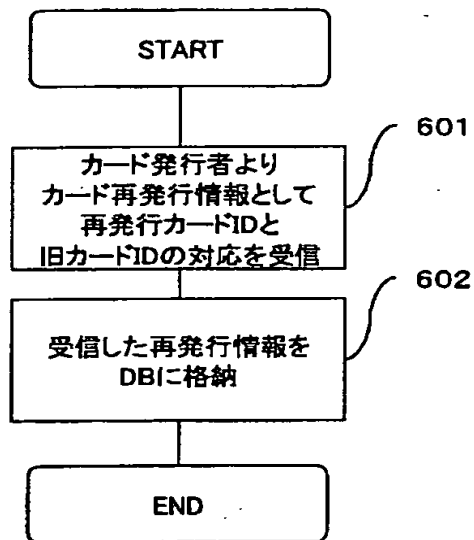 START
601
カード発行者より
カード再発行情報として
再発行カードIDと
旧カードIDの対応を受信
602
受信した再発行情報を
DBに格納
END